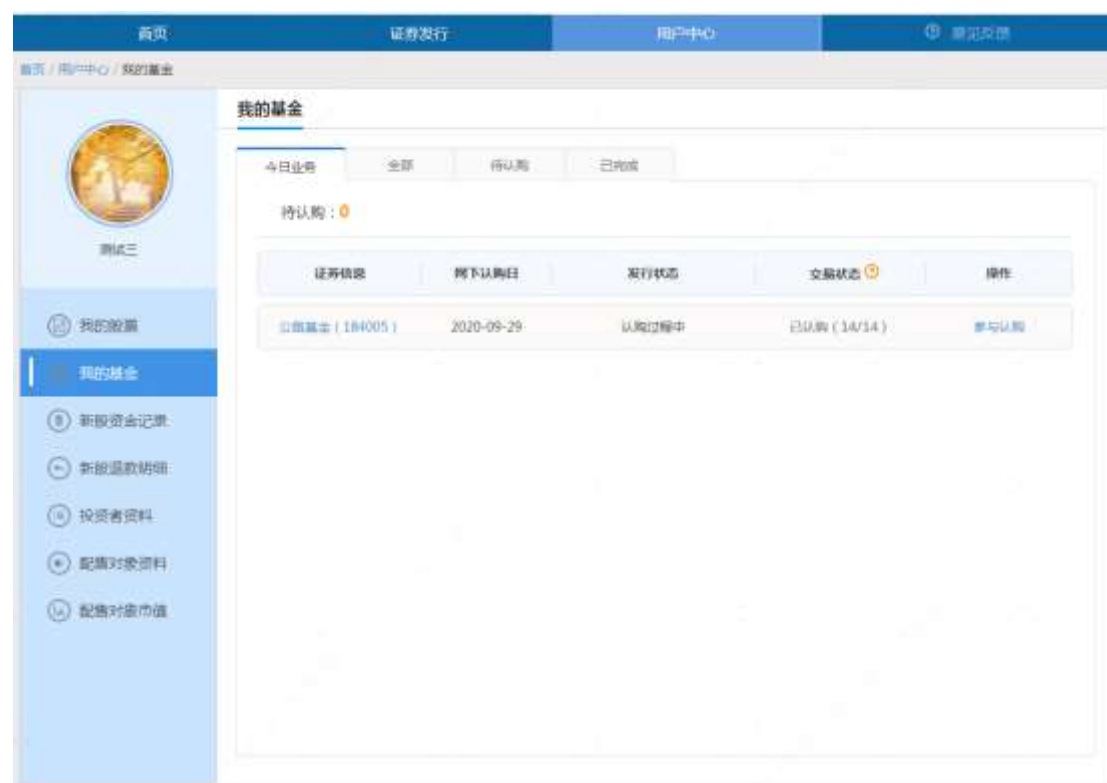 首页 证券发行 用户中心 意见反馈
首页 / 用户中心 / 我的基金
我的基金
今日业务 全部 待认购 已完成
待认购：0
测试三
证券信息 网下认购日 发行状态 交易状态 操作
公募基金（184005） 2020-09-29 认购过程中 已认购（14/14） 参与认购
我的股票
我的基金
新股资金记录
新股退款明细
投资者资料
配售对象资料
配售对象市值